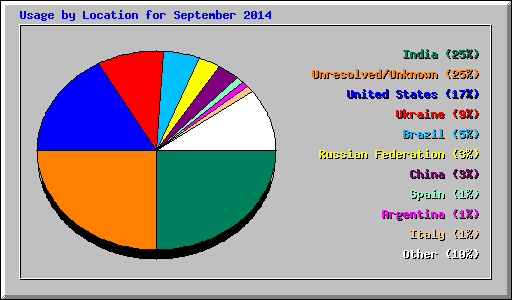 Usage by Location for September 2014
India (25%)
Unresolved/Unknown (25%)
United States (17%)
Ukraine (9%)
Brazil (5%)
Russian Federation (3%)
China (3%)
Spain (1%)
Argentina (1%)
Italy (1%)
Other (10%)